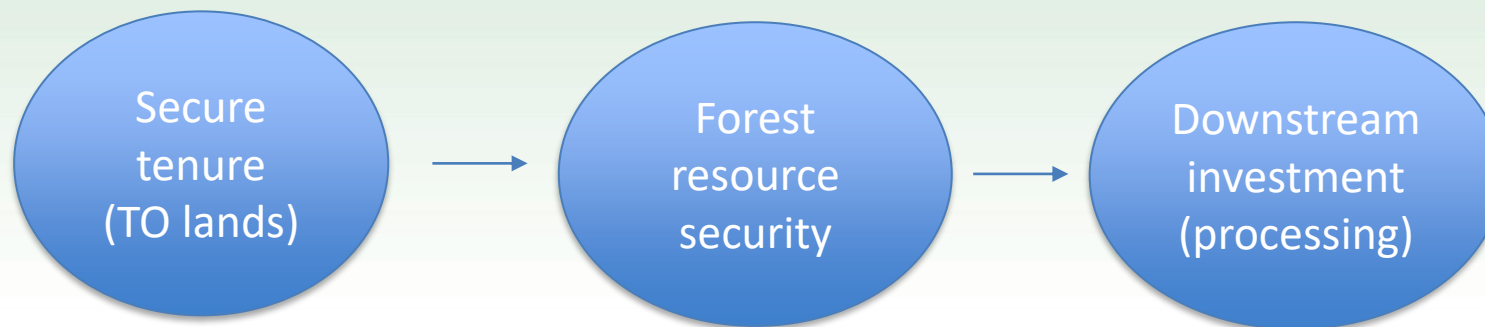 Secure
tenure
(TO lands)
Forest
resource
security
Downstream
investment
(processing)